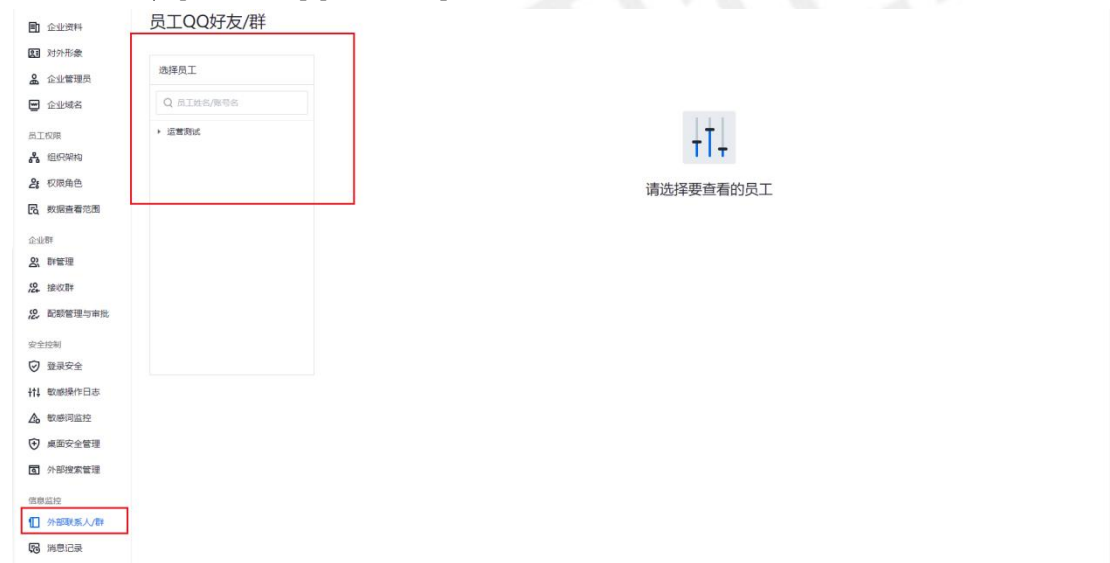 员工QQ好友/群
企业资料
对外形象
企业管理员
企业域名
员工权限
组织架构
权限角色
数据查看范围
企业群
群管理
接收群
配额管理与审批
安全控制
登录安全
敏感操作日志
敏感词监控
桌面安全管理
外部搜索管理
信息监控
外部联系人/群
消息记录
选择员工
员工姓名/账号名
运营测试
请选择要查看的员工